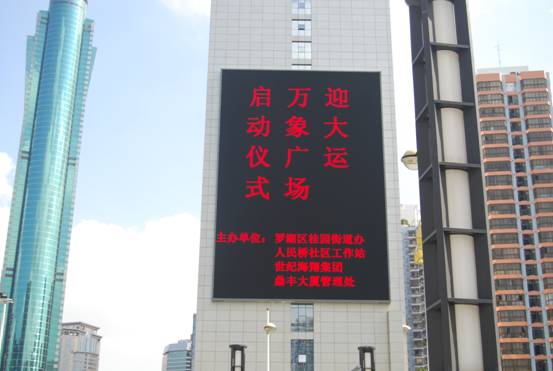 迎大运
万象广场
启动仪式
主办单位：罗湖区桂园街道办
人民桥社区工作站
世纪海翔集团
鼎丰大厦管理处